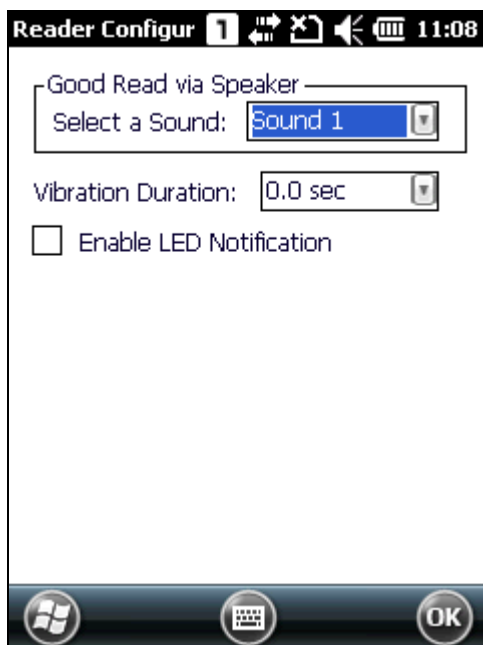 Reader Configur 1 11:08
Good Read via Speaker
Select a Sound: Sound 1
Vibration Duration: 0.0 sec
Enable LED Notification
OK